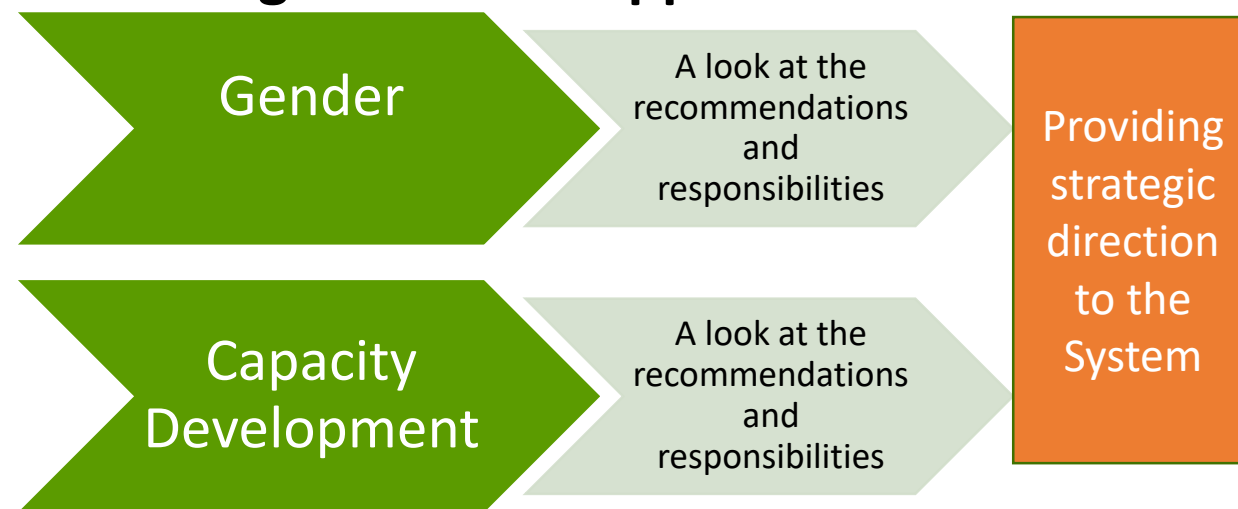 Gender
A look at the
recommendations
and
responsibilities
Providing
strategic
direction
to the
System
Capacity
Development
A look at the
recommendations
and
responsibilities